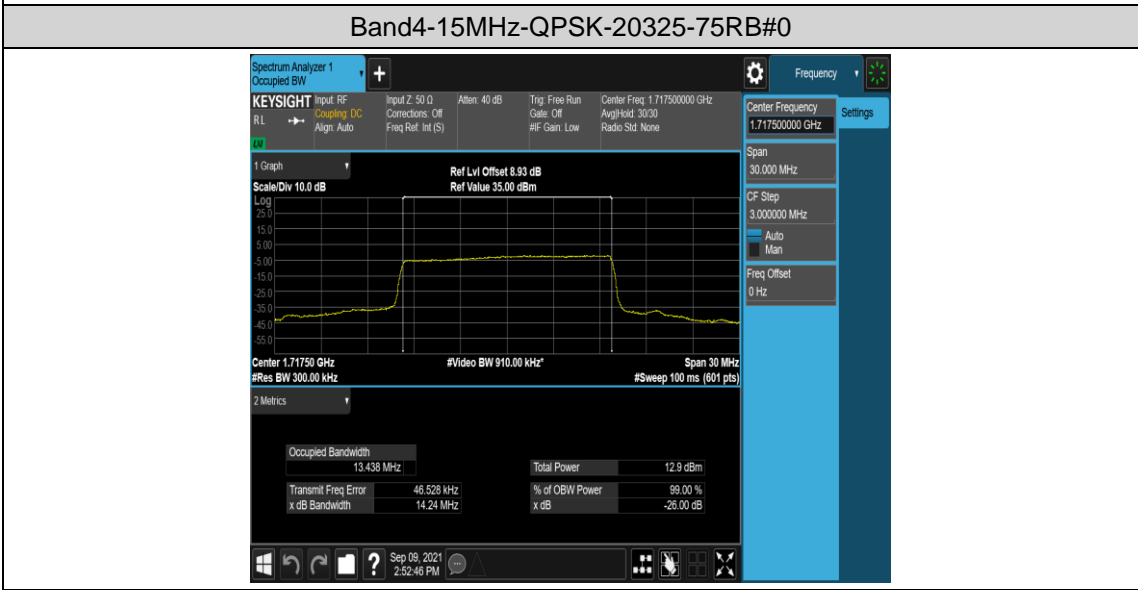 Band4-15MHz-QPSK-20325-75RB#0
Spectrum Analyzer 1
Occupied BW
+
Frequency
KEYSIGHT
RL
LXI
Input: RF
Coupling: DC
Align: Auto
Input Z: 50 Ω
Corrections: Off
Freq Ref: Int (S)
Atten: 40 dB
Trig: Free Run
Gate: Off
#IF Gain: Low
Center Freq: 1.717500000 GHz
Avg|Hold: 30/30
Radio Std: None
Center Frequency
1.717500000 GHz
Settings
Span
30.000 MHz
CF Step
3.000000 MHz
Auto
Man
Freq Offset
0 Hz
1 Graph
Scale/Div 10.0 dB
Ref Lvl Offset 8.93 dB
Ref Value 35.00 dBm
Log
25.0
15.0
5.00
-5.00
-15.0
-25.0
-35.0
-45.0
-55.0
Center 1.71750 GHz
#Video BW 910.00 kHz*
Span 30 MHz
#Res BW 300.00 kHz
#Sweep 100 ms (601 pts)
2 Metrics
Occupied Bandwidth
13.438 MHz
Total Power 12.9 dBm
Transmit Freq Error 46.528 kHz
% of OBW Power 99.00 %
x dB Bandwidth 14.24 MHz
x dB -26.00 dB
?
Sep 09, 2021
2:52:46 PM